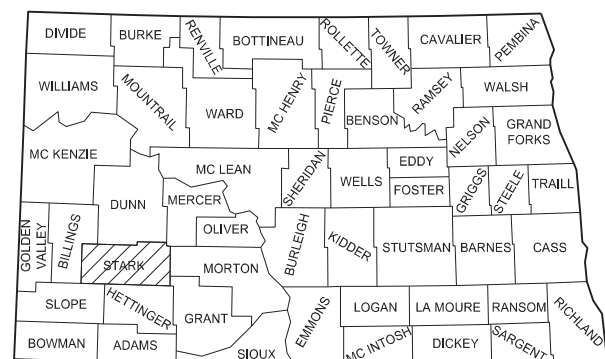 DIVIDE
BURKE
RENVILLE
BOTTINEAU
ROLLETTE
TOWNER
CAVALIER
PEMBINA
WILLIAMS
MOUNTRAIL
WARD
MC HENRY
PIERCE
BENSON
RAMSEY
WALSH
NELSON
GRAND
FORKS
MC KENZIE
DUNN
MC LEAN
MERCER
OLIVER
SHERIDAN
WELLS
EDDY
FOSTER
GRIGGS
STEELE
TRAILL
GOLDEN
VALLEY
BILLINGS
STARK
MORTON
BURLEIGH
KIDDER
STUTSMAN
BARNES
CASS
SLOPE
HETTINGER
GRANT
EMMONS
LOGAN
LA MOURE
RANSOM
RICHLAND
BOWMAN
ADAMS
SIOUX
MC INTOSH
DICKEY
SARGENT